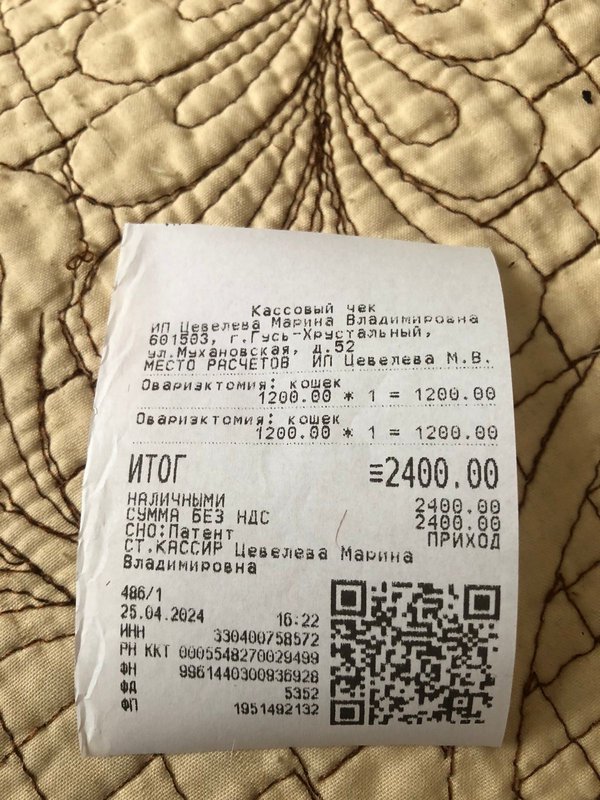 Кассовый чек
ИП Цевелева Марина Владимировна
601503, г.Гусь-Хрустальный,
ул.Мухановская, д.52
МЕСТО РАСЧЕТОВ ИП Цевелева М.В.
Овариэктомия: кошек
1200.00 * 1 = 1200.00
Овариэктомия: кошек
1200.00 * 1 = 1200.00
ИТОГ =2400.00
НАЛИЧНЫМИ 2400.00
СУММА БЕЗ НДС 2400.00
СНО:Патент ПРИХОД
СТ.КАССИР Цевелева Марина
Владимировна
486/1
25.04.2024 16:22
ИНН 330400758572
РН ККТ 0005548270029499
ФН 9961440300936928
ФД 5352
ФП 1951492132